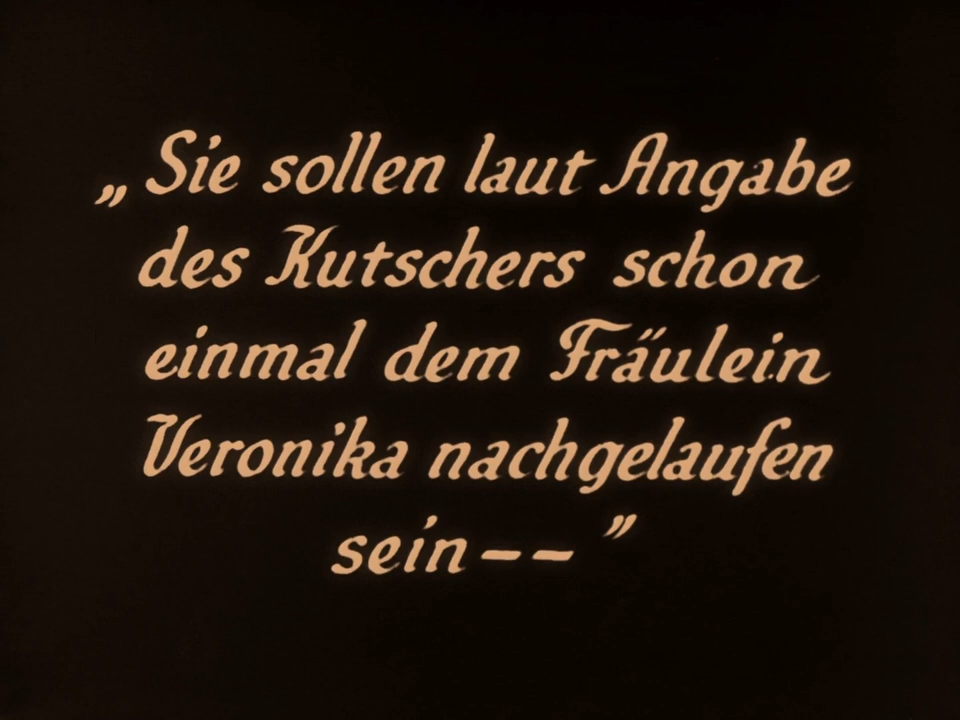 „Sie sollen laut Angabe
des Kutschers schon
einmal dem Fräulein
Veronika nachgelaufen
sein — — ”